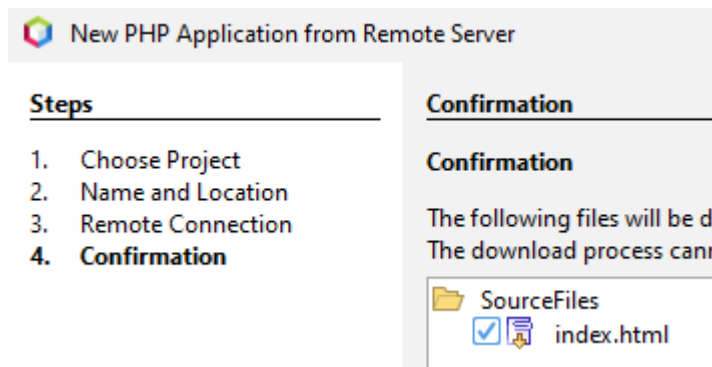 New PHP Application from Remote Server
Steps
1. Choose Project
2. Name and Location
3. Remote Connection
4. Confirmation
Confirmation
Confirmation
The following files will be
The download process
SourceFiles
index.html